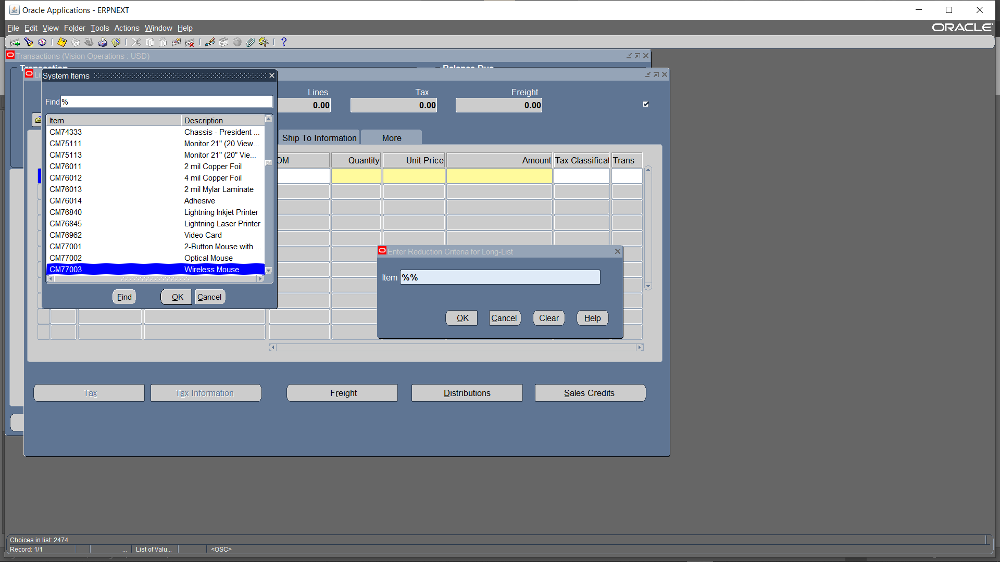 Oracle Applications - ERPNEXT
File Edit View Folder Tools Actions Window Help
ORACLE
Transactions (Vision Operations : USD)
Transaction
Balance Due
System Items
Find %
Item Description
CM74333 Chassis - President ...
CM75111 Monitor 21" (20 View...
CM75113 Monitor 21" (20" Vie...
CM76011 2 mil Copper Foil
CM76012 4 mil Copper Foil
CM76013 2 mil Mylar Laminate
CM76014 Adhesive
CM76840 Lightning Inkjet Printer
CM76845 Lightning Laser Printer
CM76962 Video Card
CM77001 2-Button Mouse with ...
CM77002 Optical Mouse
CM77003 Wireless Mouse
Find OK Cancel
Lines Tax Freight
0.00 0.00 0.00
Ship To Information More
OM Quantity Unit Price Amount Tax Classificat Trans
Enter Reduction Criteria for Long-List
Item %%
OK Cancel Clear Help
Tax Tax Information Freight Distributions Sales Credits
Choices in list: 2474
Record: 1/1 ... List of Valu... <OSC>